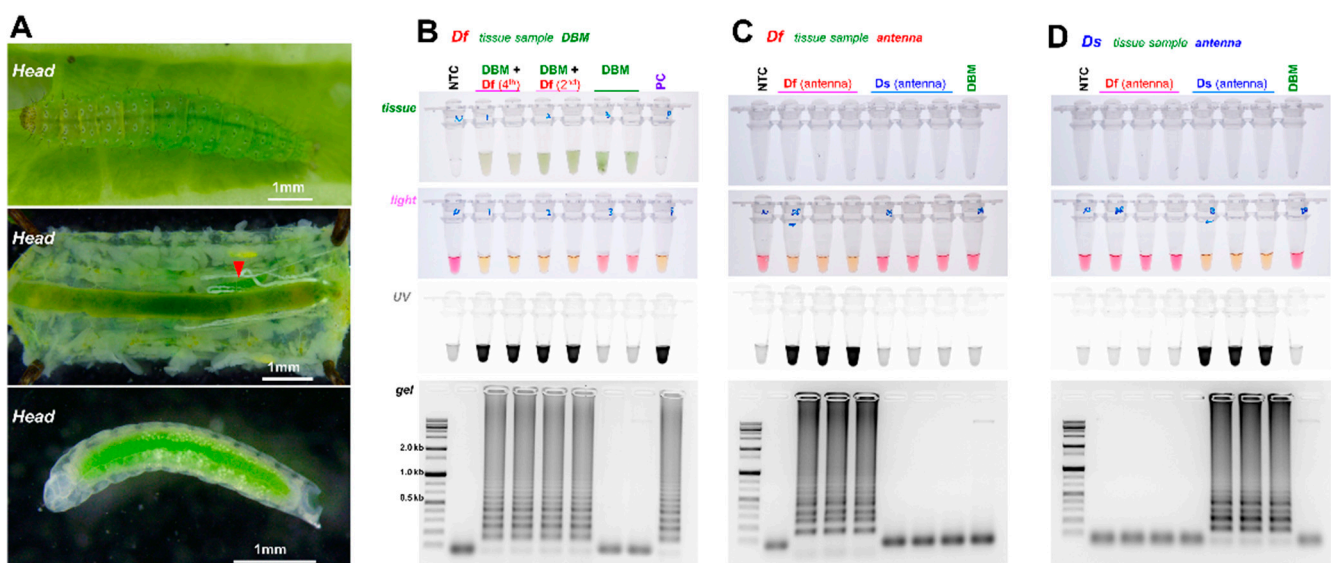 A
Head
1mm
Head
1mm
Head
1mm
B Df tissue sample DBM
NTC
DBM + Df (4th)
DBM + Df (2nd)
DBM
PC
tissue
light
UV
gel
2.0 kb
1.0 kb
0.5 kb
C Df tissue sample antenna
NTC
Df (antenna)
Ds (antenna)
DBM
D Ds tissue sample antenna
NTC
Df (antenna)
Ds (antenna)
DBM